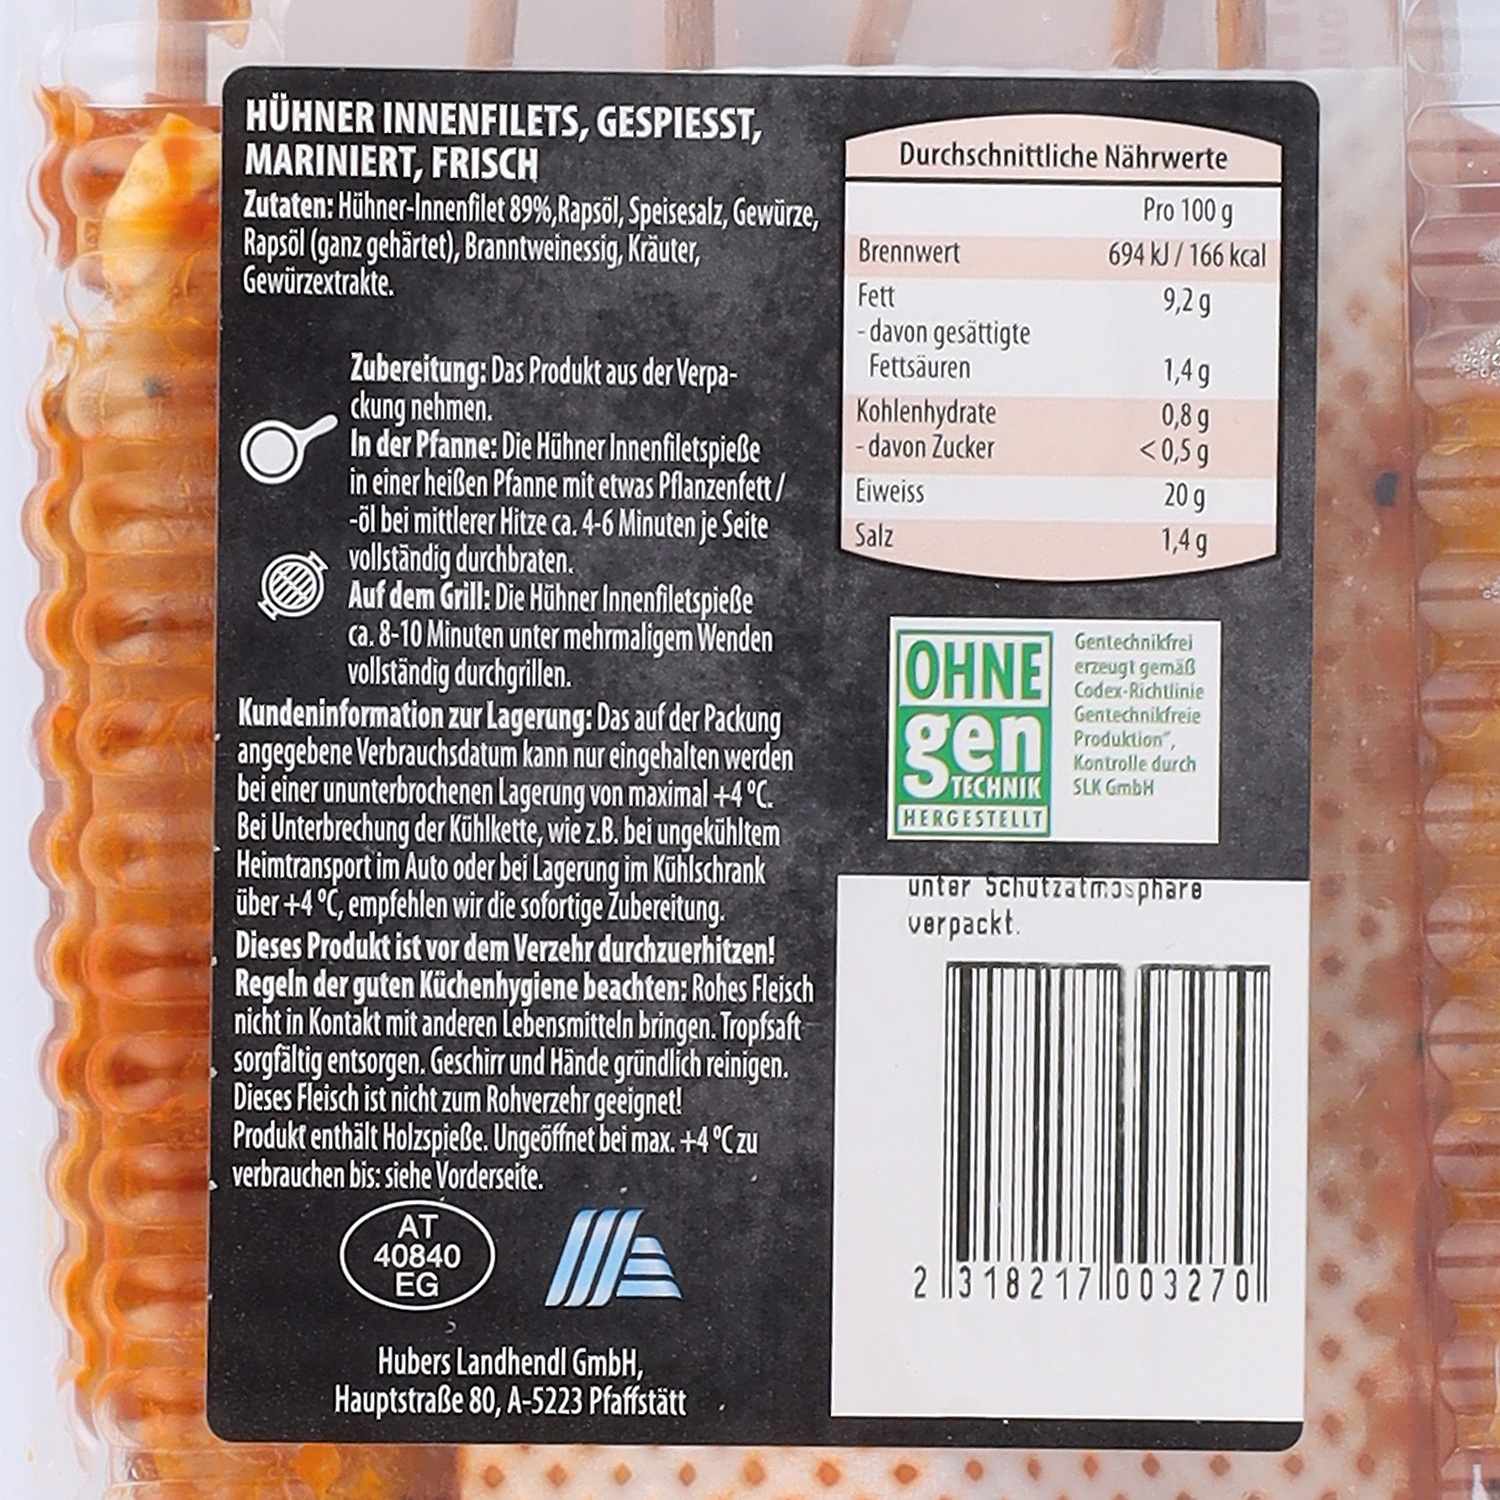 HÜHNER INNENFILETS, GESPIESST,
MARINIERT, FRISCH
Zutaten: Hühner-Innenfilet 89%,Rapsöl, Speisesalz, Gewürze,
Rapsöl (ganz gehärtet), Branntweinessig, Kräuter,
Gewürzextrakte.
Zubereitung: Das Produkt aus der Verpa-
ckung nehmen.
In der Pfanne: Die Hühner Innenfiletspieße
in einer heißen Pfanne mit etwas Pflanzenfett /
-öl bei mittlerer Hitze ca. 4-6 Minuten je Seite
vollständig durchbraten.
Auf dem Grill: Die Hühner Innenfiletspieße
ca. 8-10 Minuten unter mehrmaligem Wenden
vollständig durchgrillen.
Kundeninformation zur Lagerung: Das auf der Packung
angegebene Verbrauchsdatum kann nur eingehalten werden
bei einer ununterbrochenen Lagerung von maximal +4 °C.
Bei Unterbrechung der Kühlkette, wie z.B. bei ungekühltem
Heimtransport im Auto oder bei Lagerung im Kühlschrank
über +4 °C, empfehlen wir die sofortige Zubereitung.
Dieses Produkt ist vor dem Verzehr durchzuerhitzen!
Regeln der guten Küchenhygiene beachten: Rohes Fleisch
nicht in Kontakt mit anderen Lebensmitteln bringen. Tropfsaft
sorgfältig entsorgen. Geschirr und Hände gründlich reinigen.
Dieses Fleisch ist nicht zum Rohverzehr geeignet!
Produkt enthält Holzspieße. Ungeöffnet bei max. +4 °C zu
verbrauchen bis: siehe Vorderseite.
AT
40840
EG
Hubers Landhendl GmbH,
Hauptstraße 80, A-5223 Pfaffstätt
Durchschnittliche Nährwerte
Pro 100 g
Brennwert 694 kJ / 166 kcal
Fett 9,2 g
- davon gesättigte
Fettsäuren 1,4 g
Kohlenhydrate 0,8 g
- davon Zucker < 0,5 g
Eiweiss 20 g
Salz 1,4 g
OHNE
gen
TECHNIK
HERGESTELLT
Gentechnikfrei
erzeugt gemäß
Codex-Richtlinie
Gentechnikfreie
Produktion",
Kontrolle durch
SLK GmbH
unter Schutzatmosphäre
verpackt.
2 318217 003270